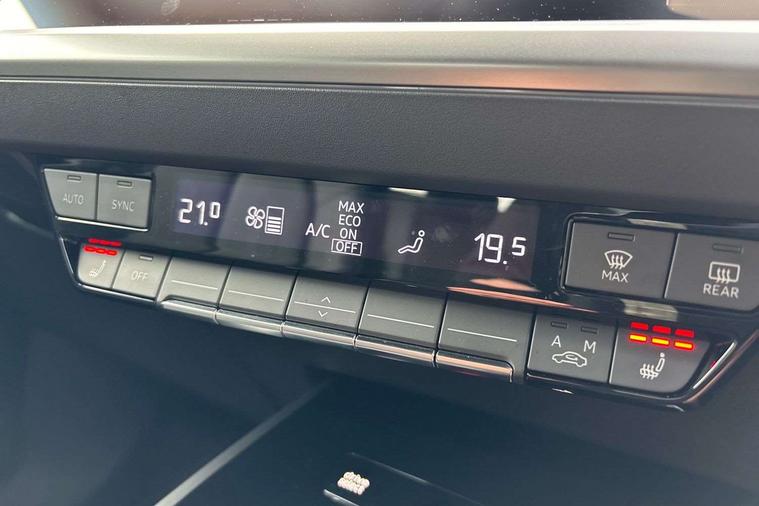 AUTO
SYNC
21.0
A/C
MAX
ECO
ON
OFF
19.5
MAX
REAR
OFF
A M